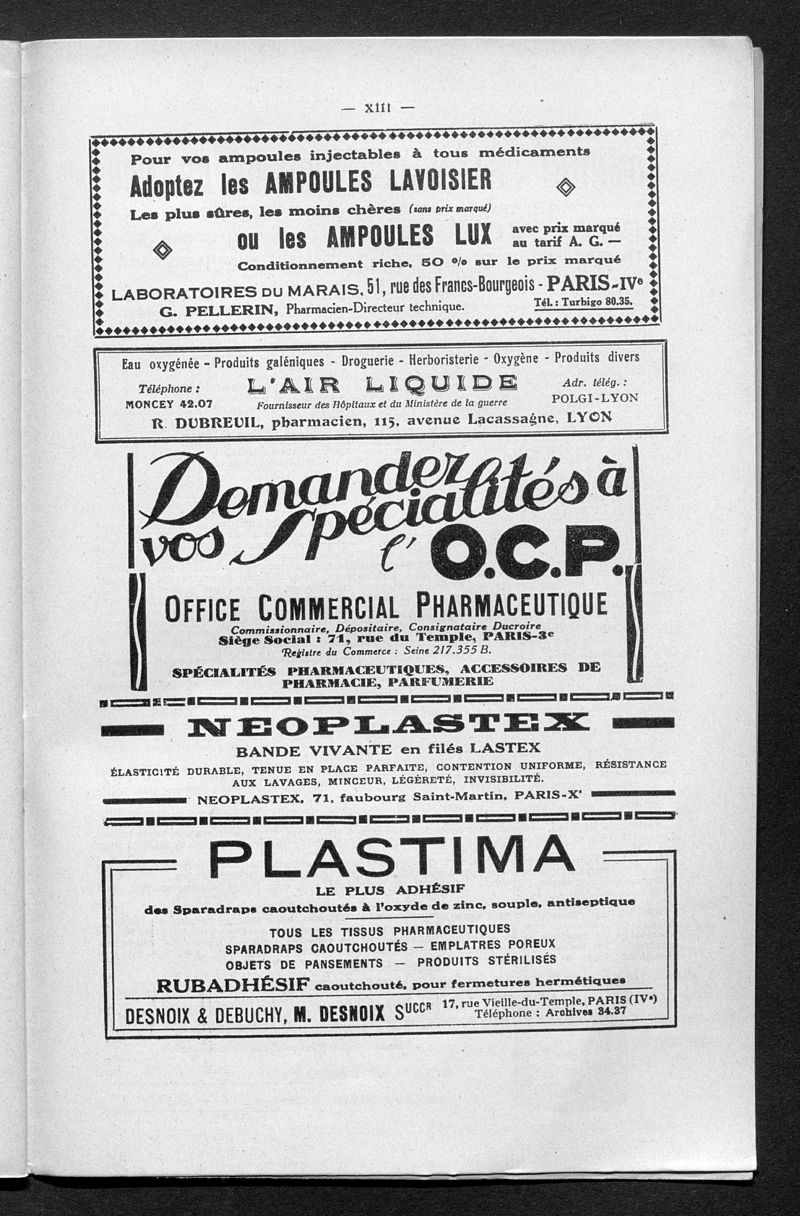 — XIII —
Pour vos ampoules injectables à tous médicaments
Adoptez les AMPOULES LAVOISIER
Les plus sûres, les moins chères (sans prix marqué)
ou les AMPOULES LUX avec prix marqué
au tarif A. G. —
Conditionnement riche, 50 % sur le prix marqué
LABORATOIRES DU MARAIS, 51, rue des Francs-Bourgeois - PARIS-IVe
G. PELLERIN, Pharmacien-Directeur technique. Tél. : Turbigo 80.35.
Eau oxygénée - Produits galéniques - Droguerie - Herboristerie - Oxygène - Produits divers
Téléphone : L'AIR LIQUIDE Adr. télég. :
MONCEY 42.07 Fournisseur des Hôpitaux et du Ministère de la guerre POLGI-LYON
R. DUBREUIL, pharmacien, 115, avenue Lacassagne, LYON
Demandez
vos Spécialités à
l' O.C.P.
OFFICE COMMERCIAL PHARMACEUTIQUE
Commissionnaire, Dépositaire, Consignataire Ducroire
Siège Social : 71, rue du Temple, PARIS-3e
Registre du Commerce : Seine 217.355 B.
SPÉCIALITÉS PHARMACEUTIQUES, ACCESSOIRES DE
PHARMACIE, PARFUMERIE
NEOPLASTEX
BANDE VIVANTE en filés LASTEX
ÉLASTICITÉ DURABLE, TENUE EN PLACE PARFAITE, CONTENTION UNIFORME, RÉSISTANCE
AUX LAVAGES, MINCEUR, LÉGÈRETÉ, INVISIBILITÉ.
NEOPLASTEX, 71, faubourg Saint-Martin, PARIS-Xe
PLASTIMA
LE PLUS ADHÉSIF
des Sparadraps caoutchoutés à l'oxyde de zinc, souple, antiseptique
TOUS LES TISSUS PHARMACEUTIQUES
SPARADRAPS CAOUTCHOUTÉS — EMPLATRES POREUX
OBJETS DE PANSEMENTS — PRODUITS STÉRILISÉS
RUBADHÉSIF caoutchouté, pour fermetures hermétiques
DESNOIX & DEBUCHY, M. DESNOIX SUCCR 17, rue Vieille-du-Temple, PARIS (IVe)
Téléphone : Archives 34.37